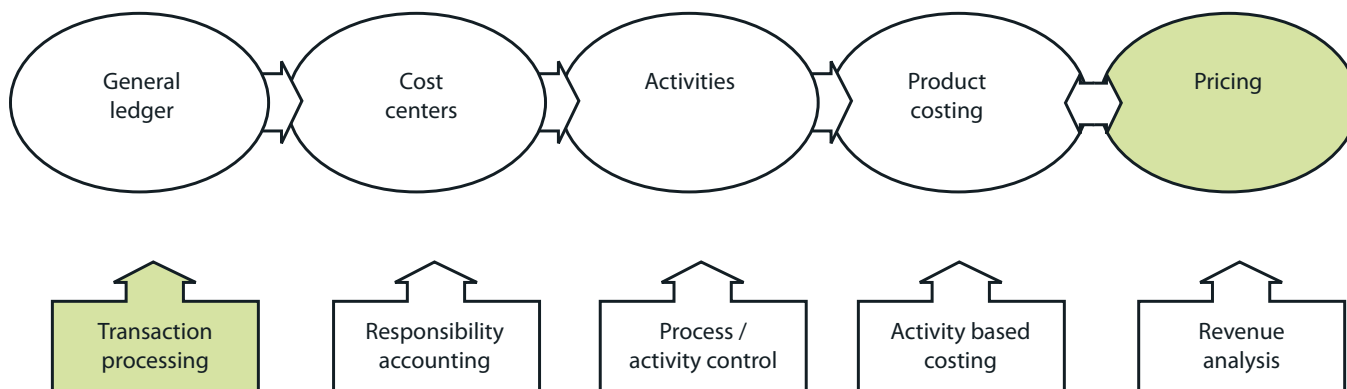 General
ledger
Cost
centers
Activities
Product
costing
Pricing
Transaction
processing
Responsibility
accounting
Process /
activity control
Activity based
costing
Revenue
analysis